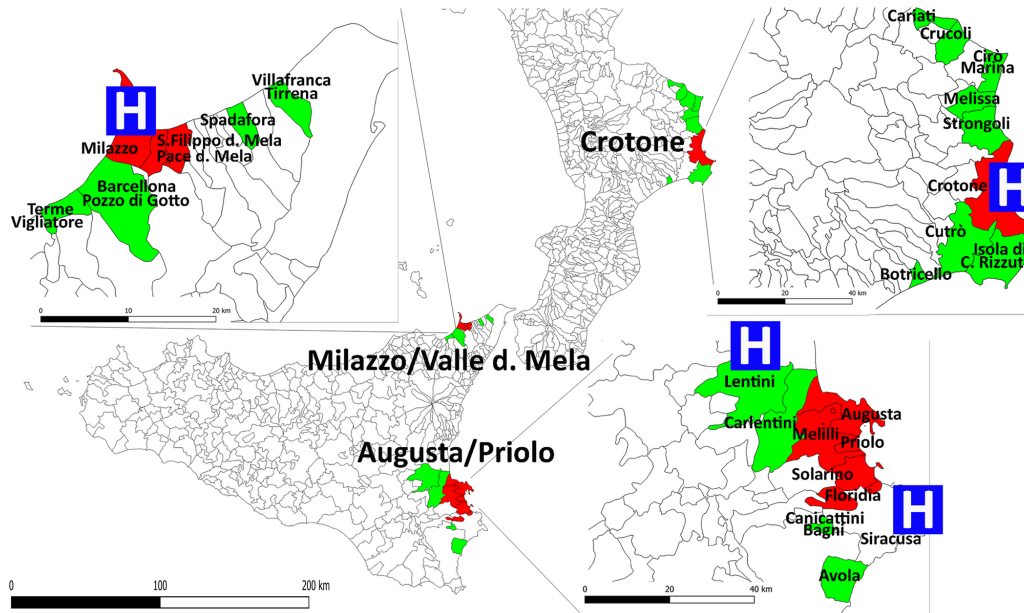 Villafranca
Tirrena
Spadafora
H
Milazzo
S.Filippo d. Mela
Pace d. Mela
Barcellona
Pozzo di Gotto
Terme
Vigliatore
0 10 20 km
Cariati
Crucoli
Cirò
Marina
Melissa
Strongoli
Crotone
H
Cutrò
Isola di
C. Rizzuto
Botricello
0 20 40 km
Crotone
Milazzo/Valle d. Mela
Augusta/Priolo
0 100 200 km
H
Lentini
Carlentini
Augusta
Melilli
Priolo
Solarino
Floridia
H
Canicattini
Bagni
Siracusa
Avola
0 20 40 km